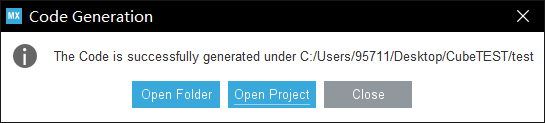 MX Code Generation
The Code is successfully generated under C:/Users/95711/Desktop/CubeTEST/test
Open Folder Open Project Close